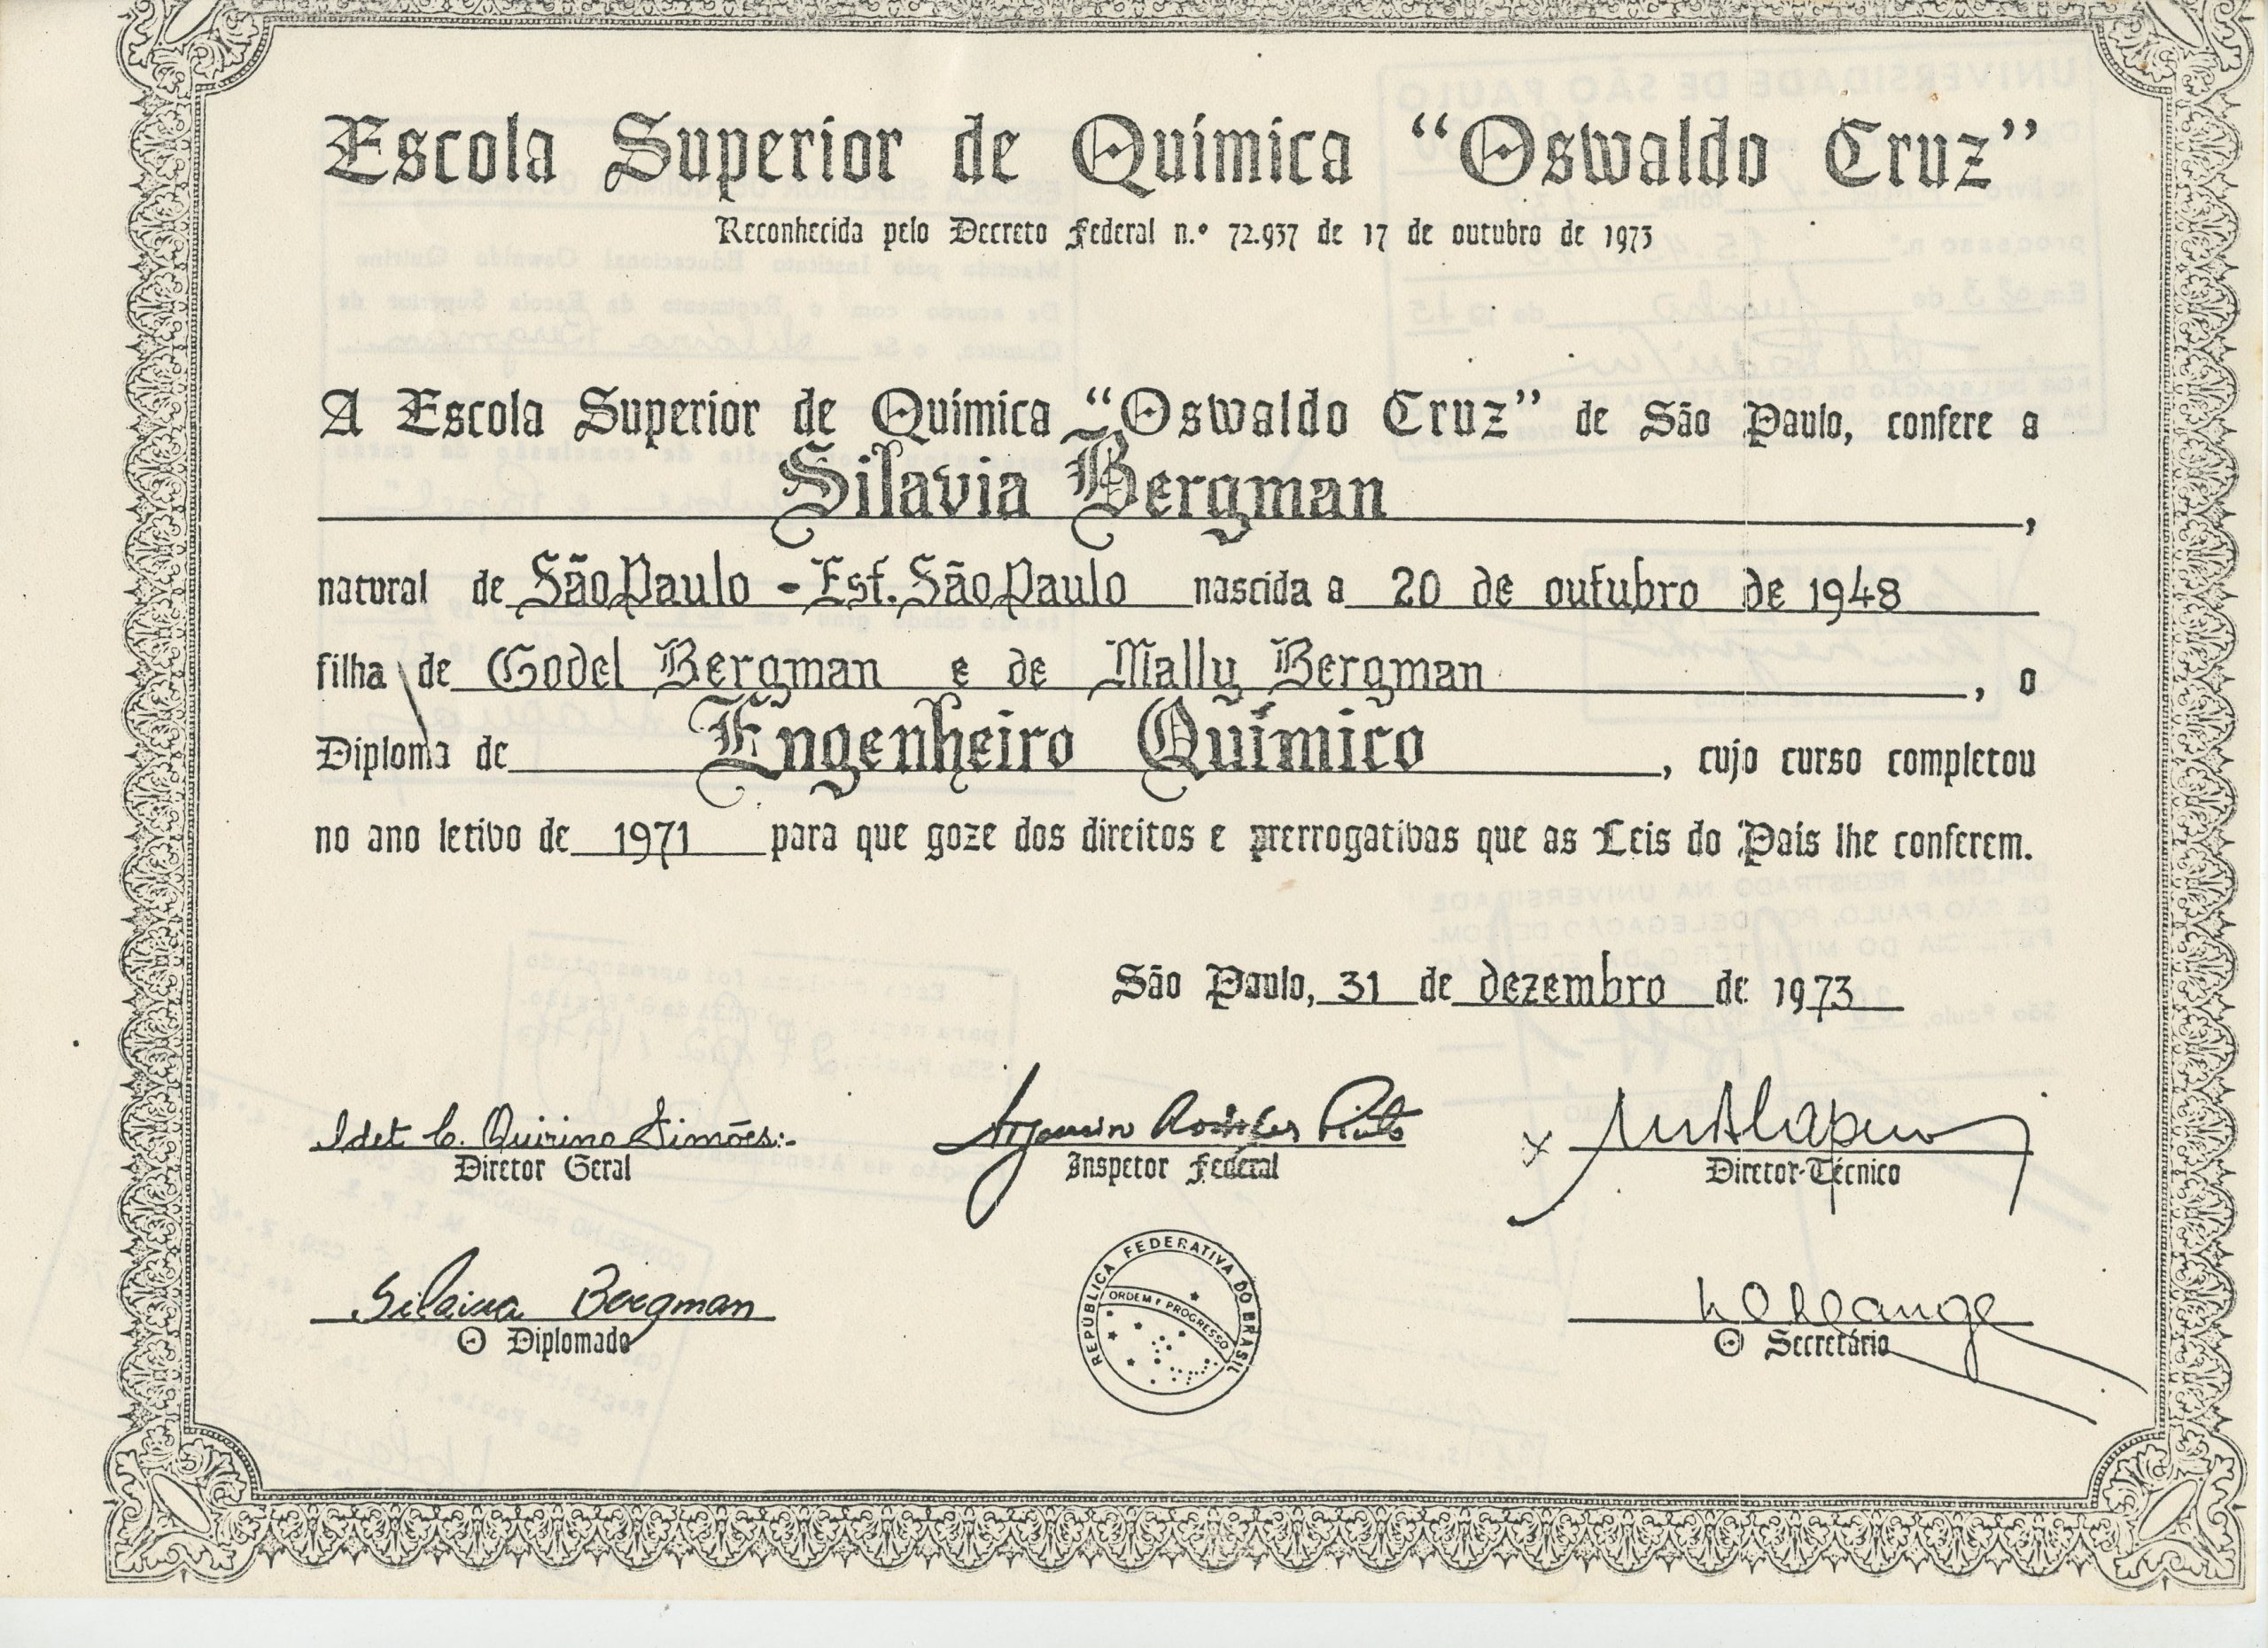 Escola Superior de Química “Oswaldo Cruz”
Reconhecida pelo Decreto Federal n.º 72.937 de 17 de outubro de 1973
A Escola Superior de Química “Oswaldo Cruz” de São Paulo, confere a
Silavia Bergman,
natural de São Paulo - Est. São Paulo nascida a 20 de outubro de 1948
filha de Godel Bergman e de Mally Bergman, o
Diploma de Engenheiro Químico, cujo curso completou
no ano letivo de 1971 para que goze dos direitos e prerrogativas que as Leis do País lhe conferem.
São Paulo, 31 de dezembro de 1973
Idet C. Quirino Simões
Diretor Geral
Inspetor Federal
Diretor-Técnico
REPÚBLICA FEDERATIVA DO BRASIL
ORDEM E PROGRESSO
Bergman
O Diplomado
O Secretário